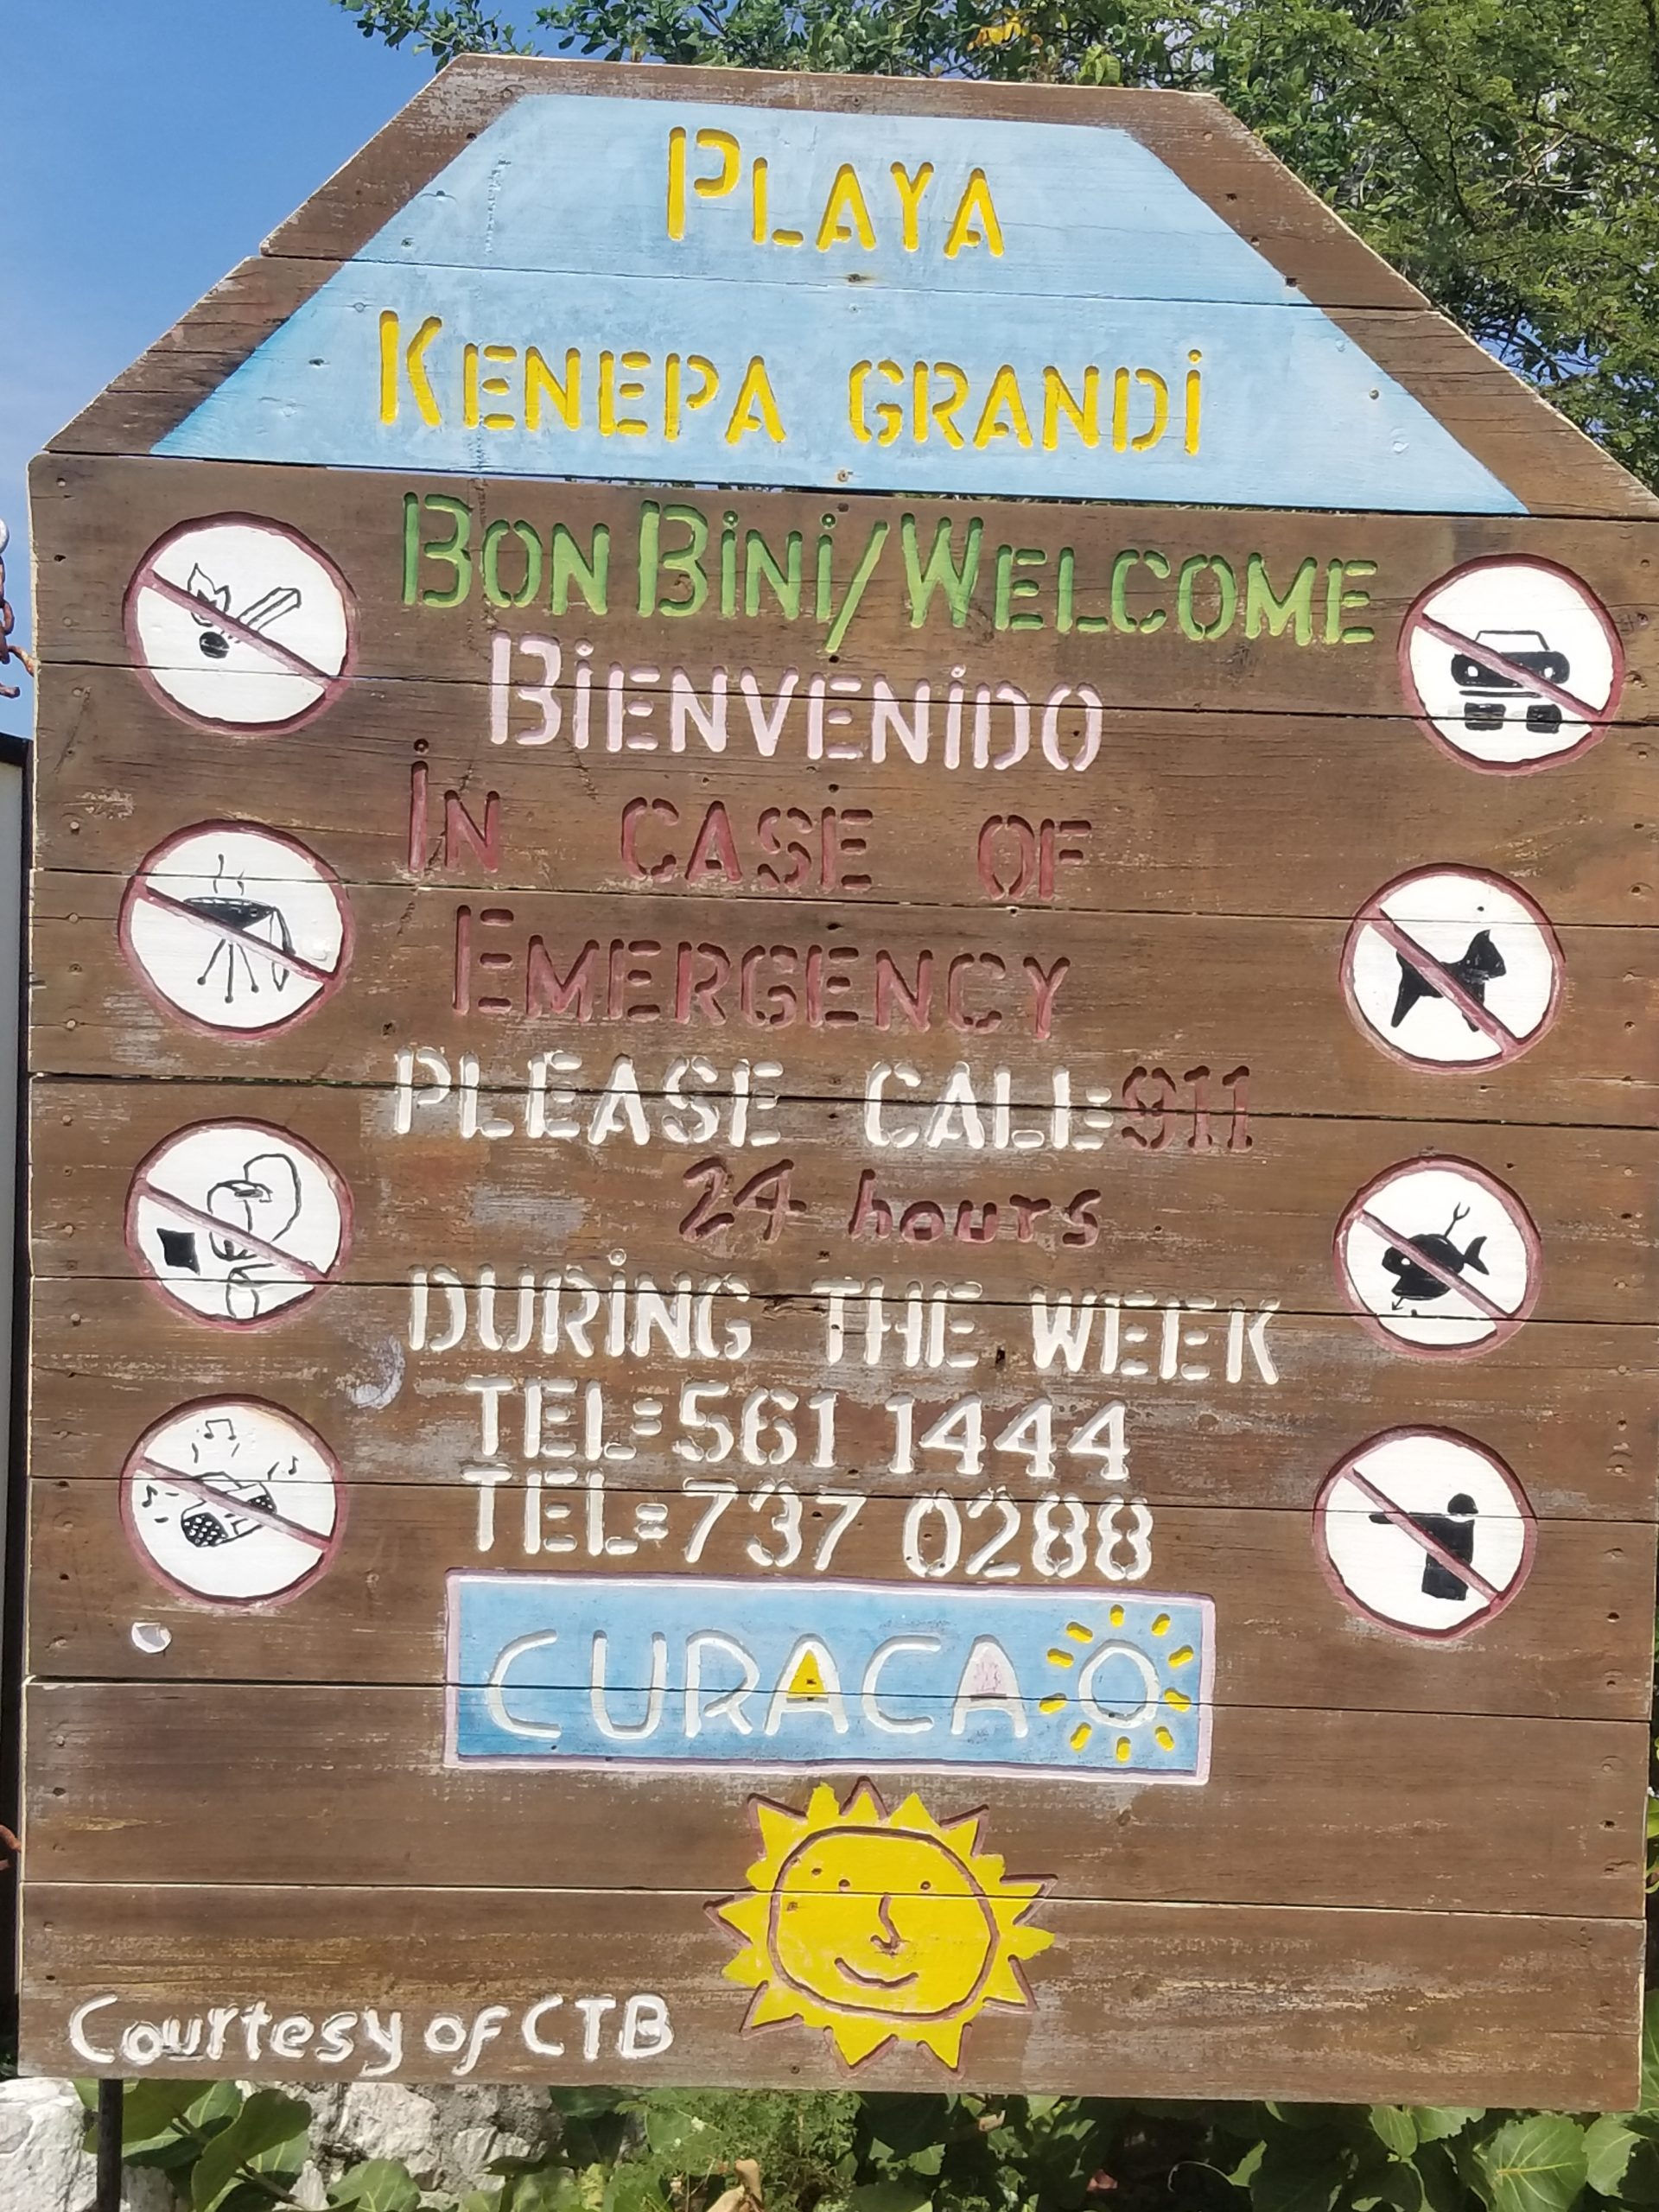 PLAYA
KENEPA GRANDI
BON BINI/WELCOME
BIENVENIDO
IN CASE OF
EMERGENCY
PLEASE CALL:911
24 hours
DURING THE WEEK
TEL:561 1444
TEL:737 0288
CURACAO
Courtesy of CTB